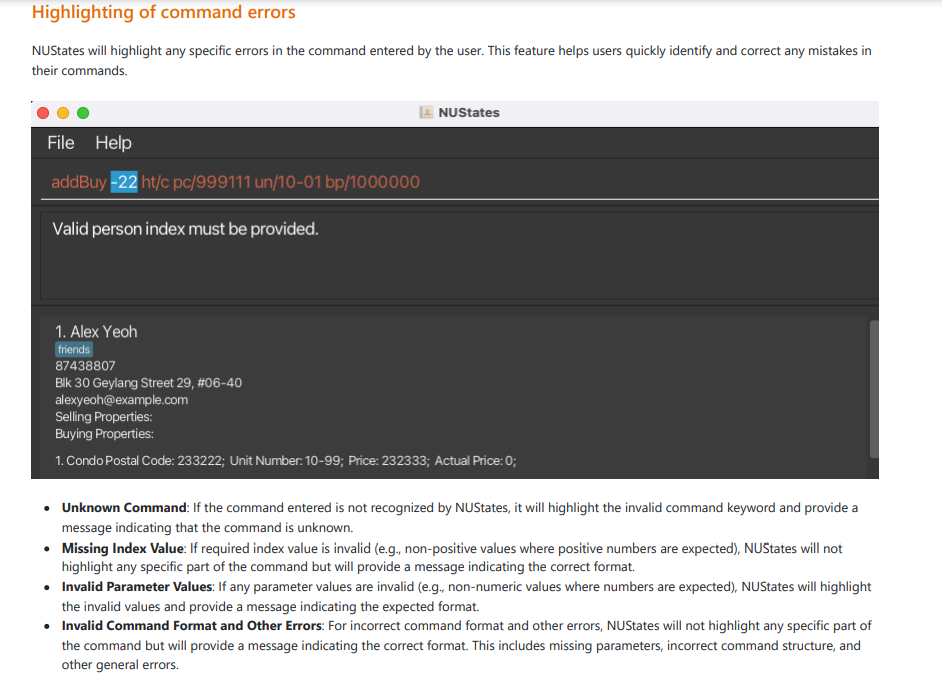 Highlighting of command errors
NUStates will highlight any specific errors in the command entered by the user. This feature helps users quickly identify and correct any mistakes in
their commands.
NUStates
File Help
addBuy -22 ht/c pc/999111 un/10-01 bp/1000000
Valid person index must be provided.
1. Alex Yeoh
friends
87438807
Blk 30 Geylang Street 29, #06-40
alexyeoh@example.com
Selling Properties:
Buying Properties:
1. Condo Postal Code: 233222; Unit Number: 10-99; Price: 232333; Actual Price: 0;
• Unknown Command: If the command entered is not recognized by NUStates, it will highlight the invalid command keyword and provide a
message indicating that the command is unknown.
• Missing Index Value: If required index value is invalid (e.g., non-positive values where positive numbers are expected), NUStates will not
highlight any specific part of the command but will provide a message indicating the correct format.
• Invalid Parameter Values: If any parameter values are invalid (e.g., non-numeric values where numbers are expected), NUStates will highlight
the invalid values and provide a message indicating the expected format.
• Invalid Command Format and Other Errors: For incorrect command format and other errors, NUStates will not highlight any specific part of
the command but will provide a message indicating the correct format. This includes missing parameters, incorrect command structure, and
other general errors.